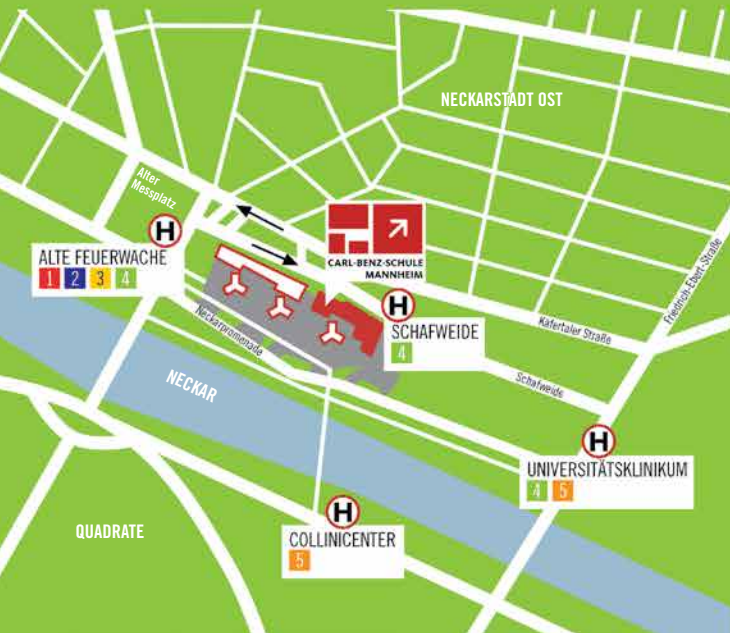 NECKARSTADT OST
Alter
Messplatz
H
ALTE FEUERWACHE
1 2 3 4
CARL-BENZ-SCHULE
MANNHEIM
H
SCHAFWEIDE
4
Friedrich-Ebert-Straße
Käfertaler Straße
Schafweide
Neckarpromenade
NECKAR
H
UNIVERSITÄTSKLINIKUM
4 5
H
COLLINICENTER
5
QUADRATE